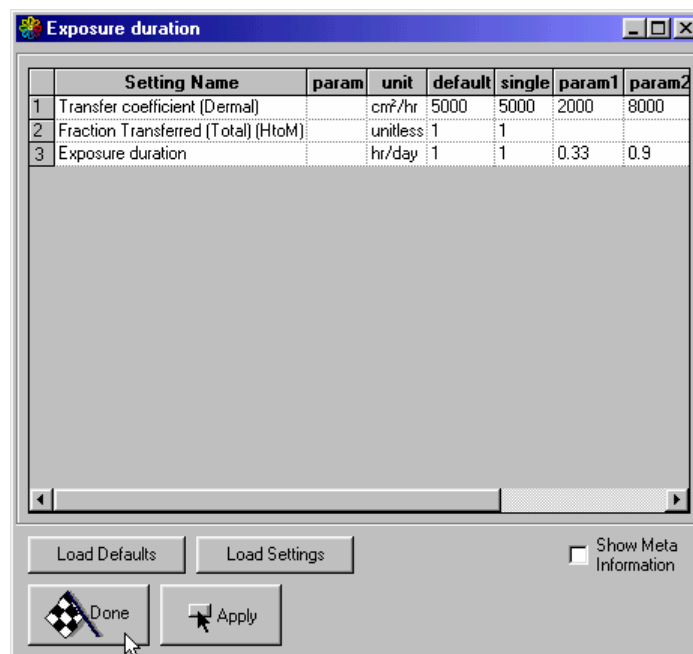 Exposure duration
Setting Name param unit default single param1 param2
1 Transfer coefficient (Dermal) cm²/hr 5000 5000 2000 8000
2 Fraction Transferred (Total) (HtoM) unitless 1 1
3 Exposure duration hr/day 1 1 0.33 0.9
Load Defaults Load Settings Show Meta
Information
Done Apply